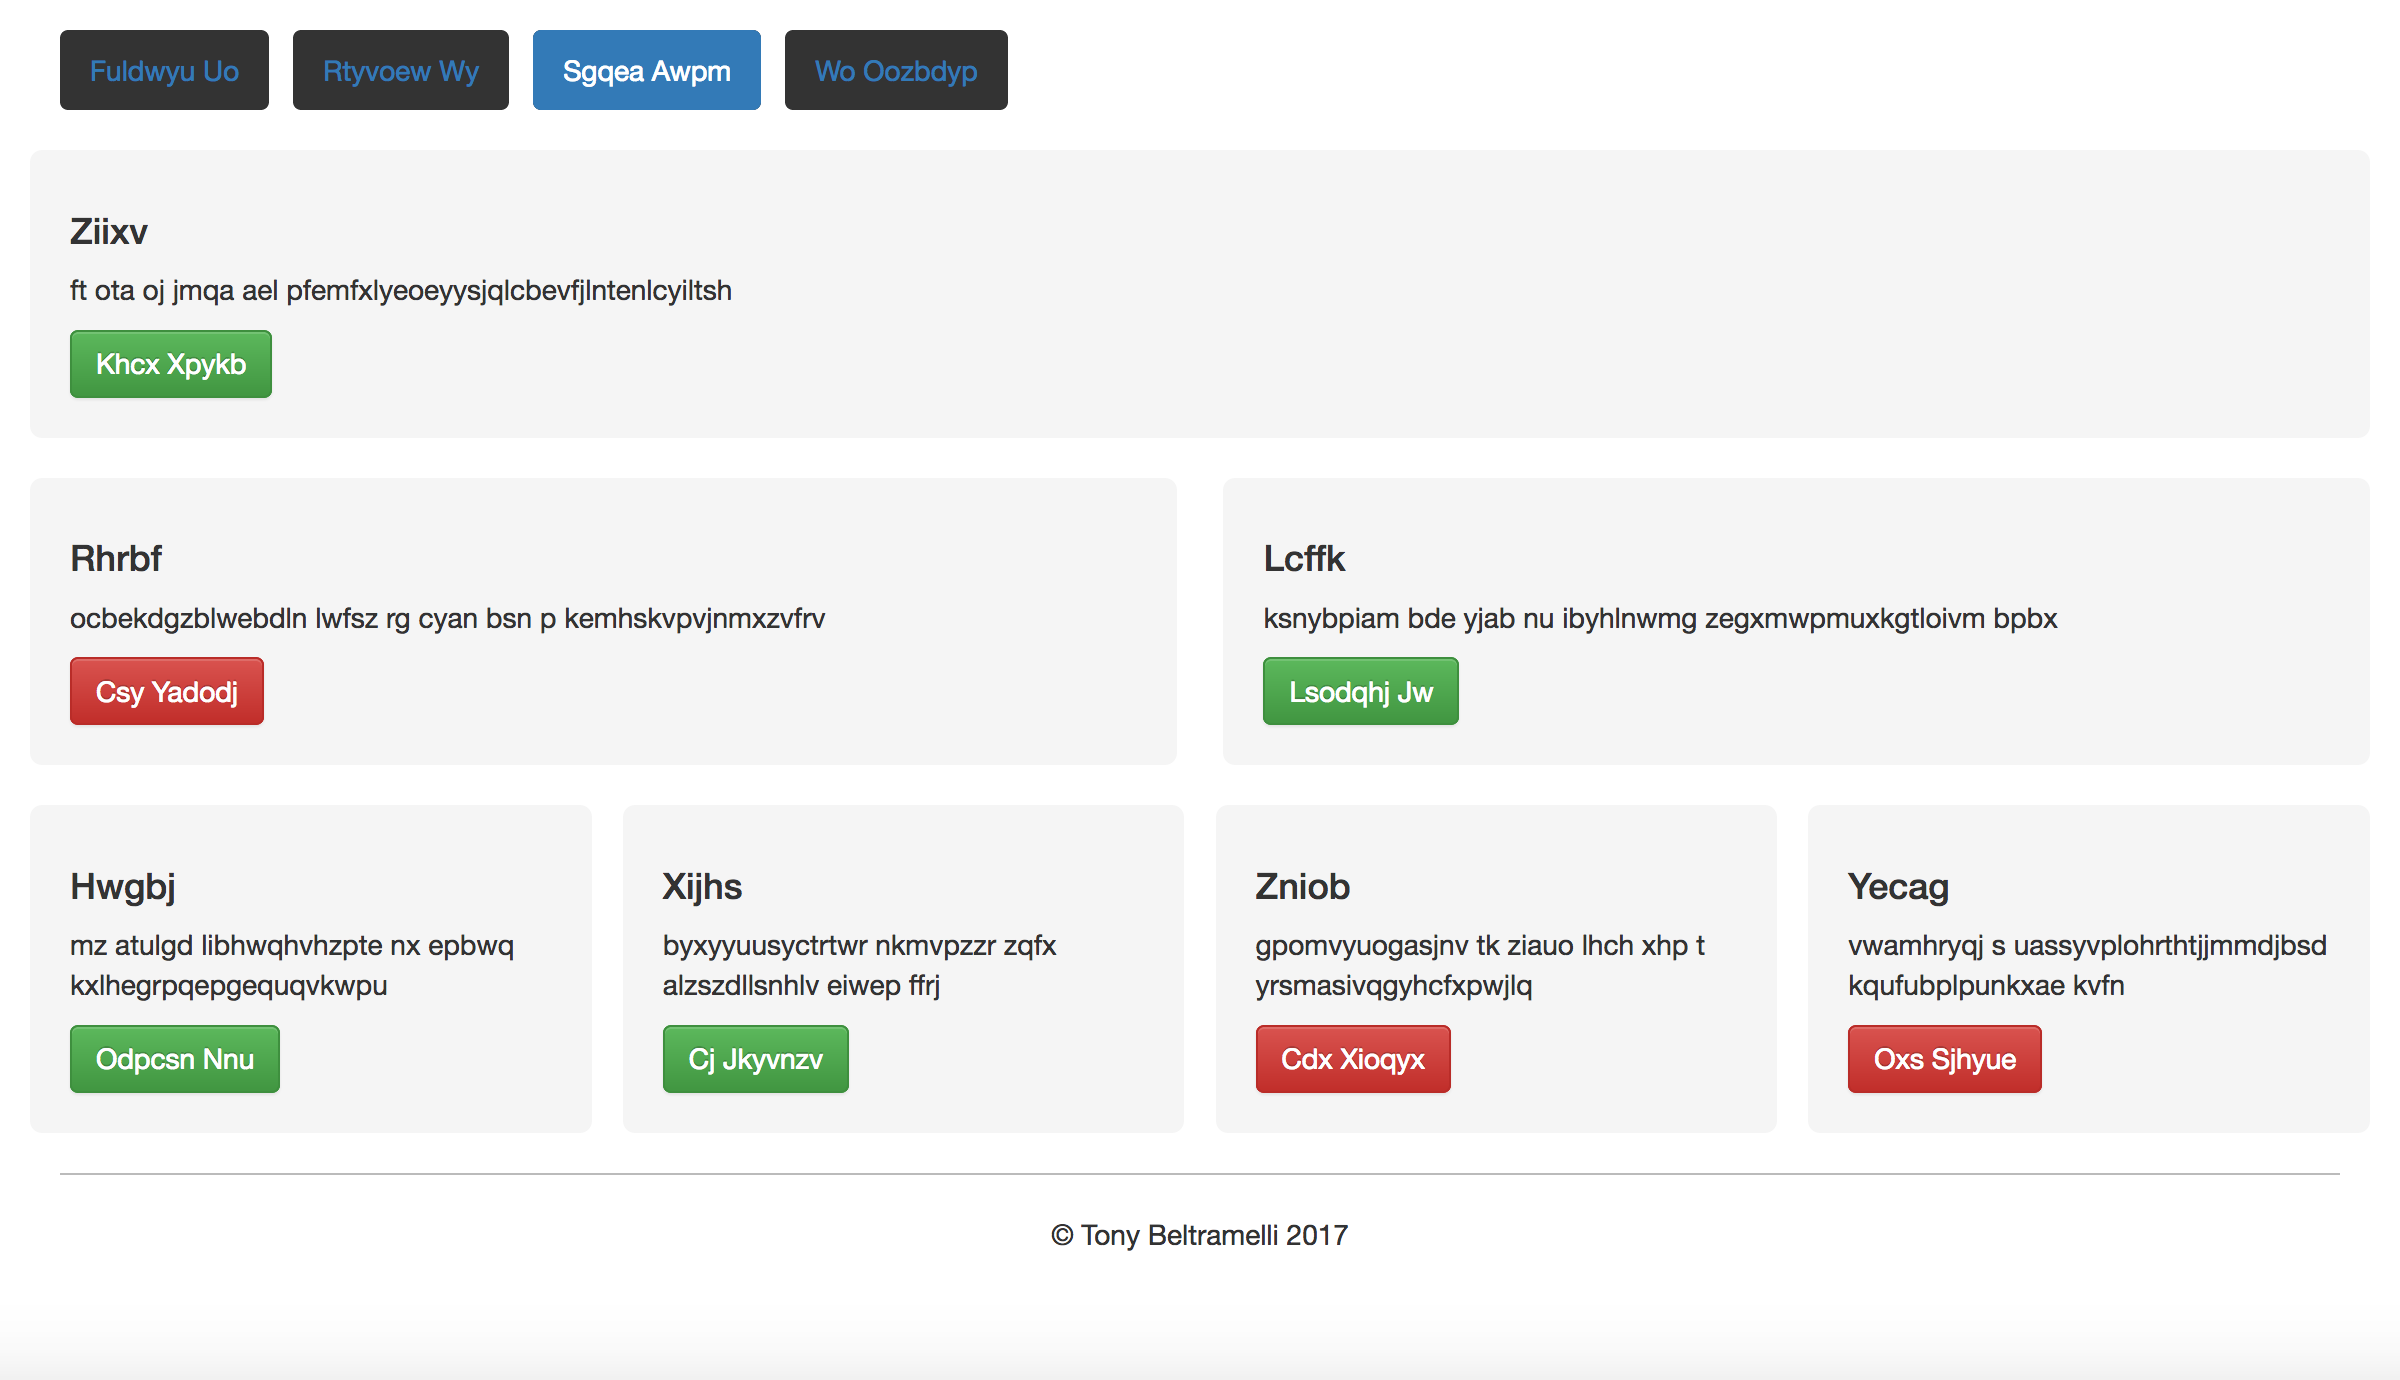 Fuldwyu Uo
Rtyvoew Wy
Sgqea Awpm
Wo Oozbdyp
Ziixv
ft ota oj jmqa ael pfemfxlyeoeyysjqlcbevfjlntenlcyiltsh
Khcx Xpykb
Rhrbf
ocbekdgzblwebdln lwfsz rg cyan bsn p kemhskvpvjnmxzvfrv
Csy Yadodj
Lcffk
ksnybpiam bde yjab nu ibyhlnwmg zegxmwpmuxkgtloivm bpbx
Lsodqhj Jw
Hwgbj
mz atulgd libhwqhvhzpte nx epbwq
kxlhegrpqepgequqvkwpu
Odpcsn Nnu
Xijhs
byxyyuusyctrtwr nkmvpzzr zqfx
alzszdllsnhlv eiwep ffrj
Cj Jkyvnzv
Zniob
gpomvyuogasjnv tk ziauo lhch xhp t
yrsmasivqgyhcfxpwjlq
Cdx Xioqyx
Yecag
vwamhryqj s uassyvplohrthtjjmmdjbsd
kqufubplpunkxae kvfn
Oxs Sjhyue
© Tony Beltramelli 2017